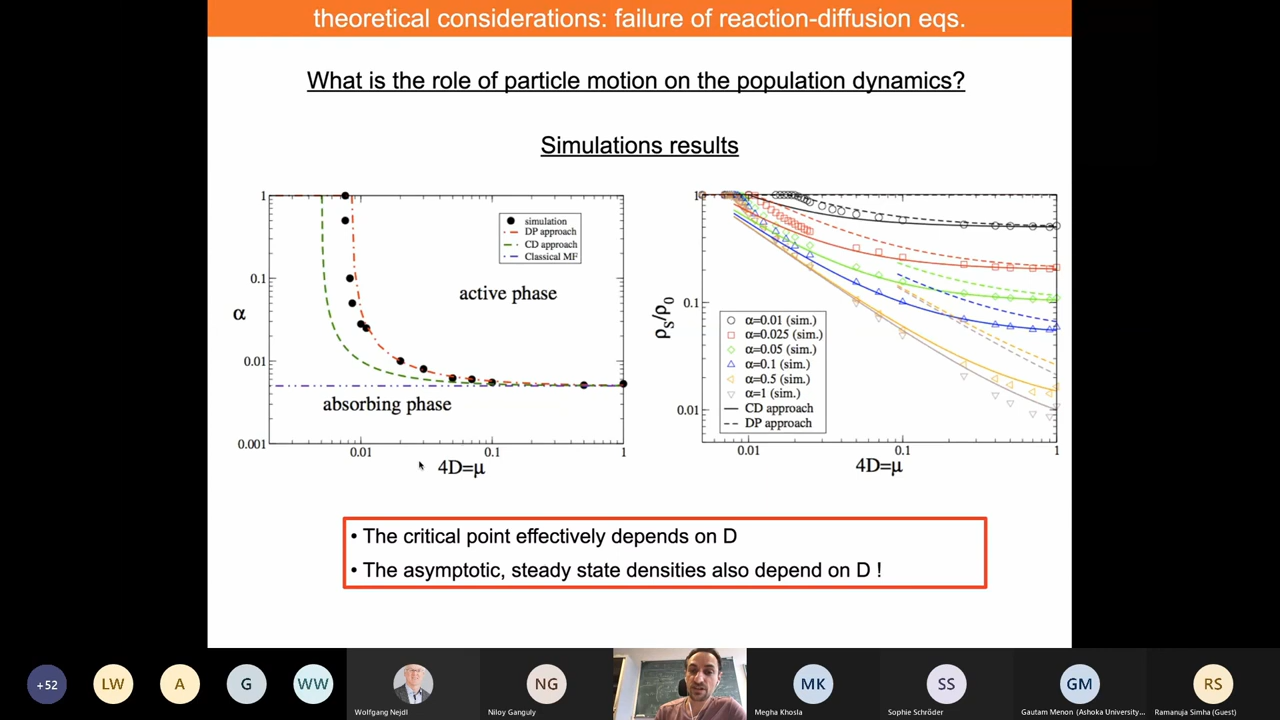 theoretical considerations: failure of reaction-diffusion eqs.
What is the role of particle motion on the population dynamics?
Simulations results
1
0.1
α
0.01
0.001
simulation
DP approach
CD approach
Classical MF
active phase
absorbing phase
0.01
0.1
1
4D=μ
1
0.1
0.01
ρS/ρ0
α=0.01 (sim.)
α=0.025 (sim.)
α=0.05 (sim.)
α=0.1 (sim.)
α=0.5 (sim.)
α=1 (sim.)
CD approach
DP approach
0.01
0.1
1
4D=μ
• The critical point effectively depends on D
• The asymptotic, steady state densities also depend on D !
+52
LW
A
G
WW
Wolfgang Nejdl
NG
Niloy Ganguly
MK
Megha Khosla
SS
Sophie Schröder
GM
Gautam Menon (Ashoka University...
RS
Ramanuja Simha (Guest)